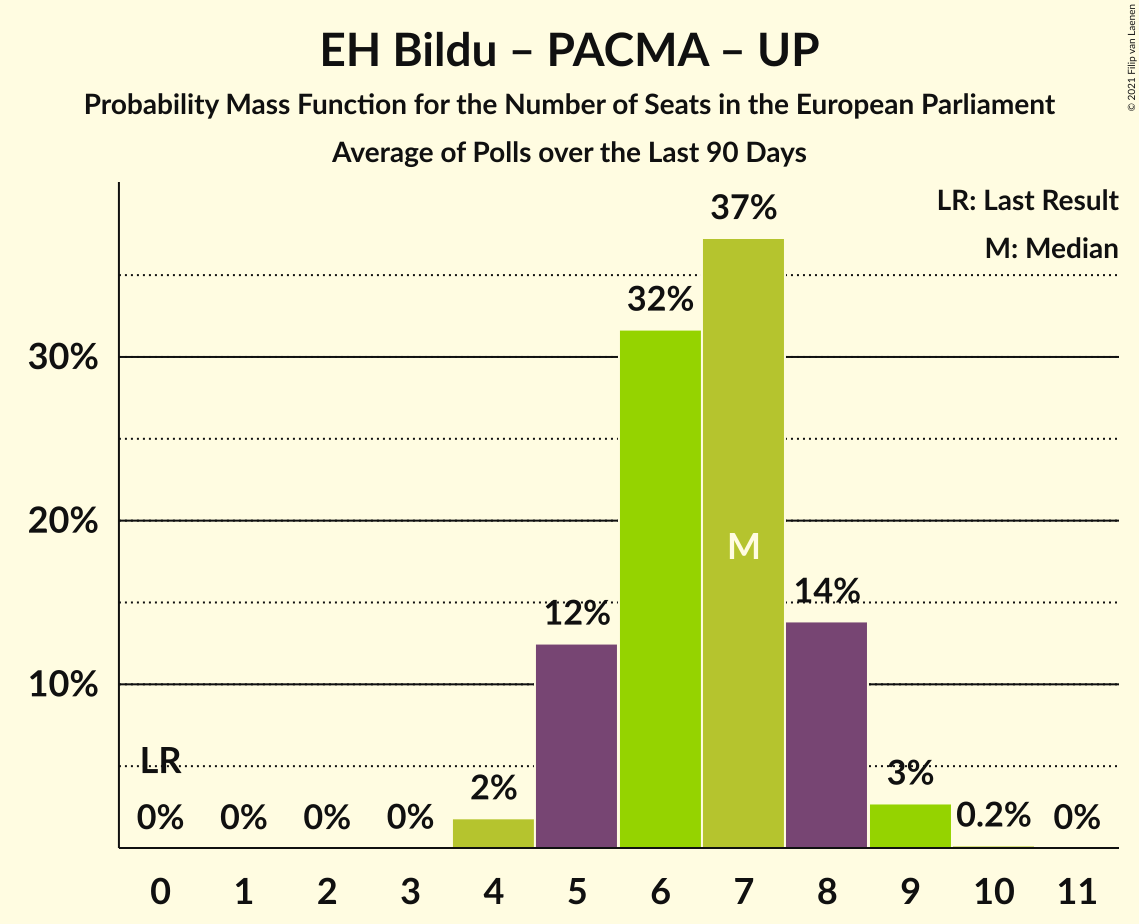 EH Bildu – PACMA – UP
Probability Mass Function for the Number of Seats in the European Parliament
Average of Polls over the Last 90 Days
© 2021 Filip van Laenen
LR: Last Result
M: Median
37%
32%
30%
20%
M
14%
12%
10%
LR
3%
2%
0% 0% 0% 0% 0.2% 0%
0 1 2 3 4 5 6 7 8 9 10 11